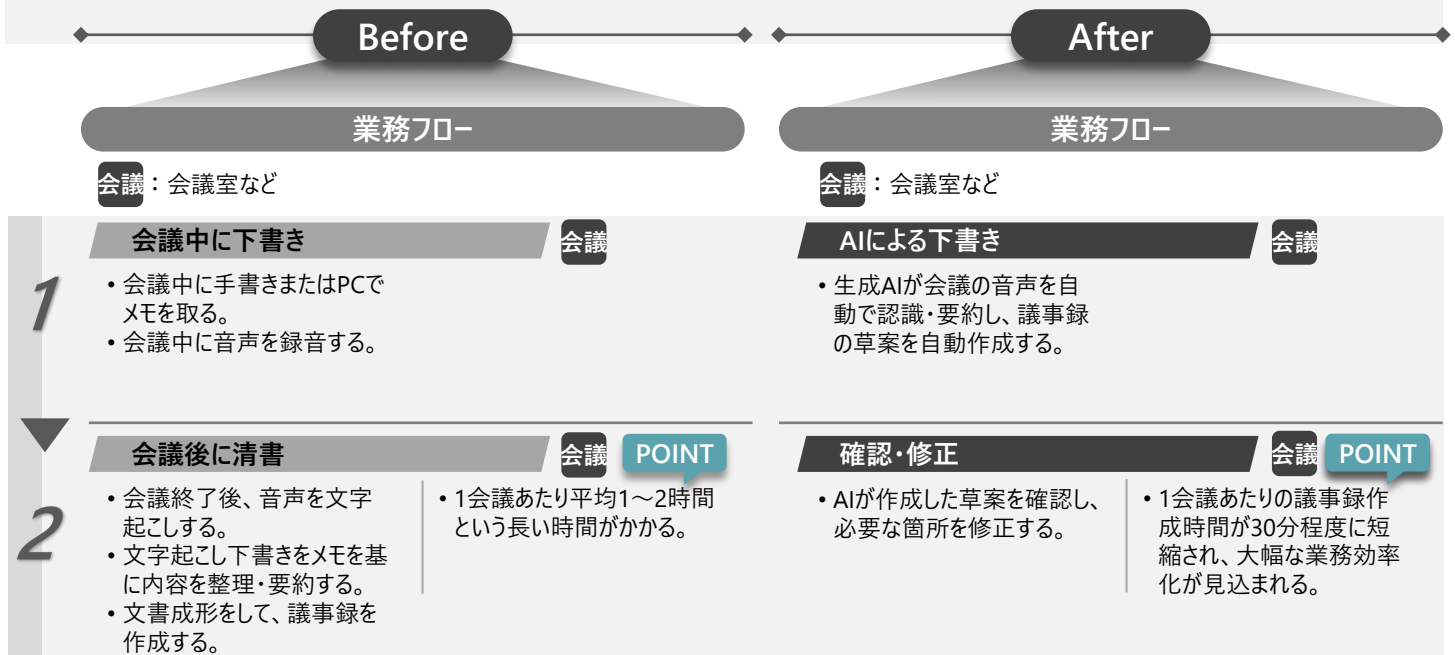 Before
業務フロー
会議：会議室など
After
業務フロー
会議：会議室など
1
会議中に下書き
会議
• 会議中に手書きまたはPCで
メモを取る。
• 会議中に音声を録音する。
AIによる下書き
会議
• 生成AIが会議の音声を自
動で認識・要約し、議事録
の草案を自動作成する。
2
会議後に清書
会議
POINT
• 会議終了後、音声を文字
起こしする。
• 文字起こし下書きをメモを基
に内容を整理・要約する。
• 文書成形をして、議事録を
作成する。
• 1会議あたり平均1～2時間
という長い時間がかかる。
確認・修正
会議
POINT
• AIが作成した草案を確認し、
必要な箇所を修正する。
• 1会議あたりの議事録作
成時間が30分程度に短
縮され、大幅な業務効率
化が見込まれる。